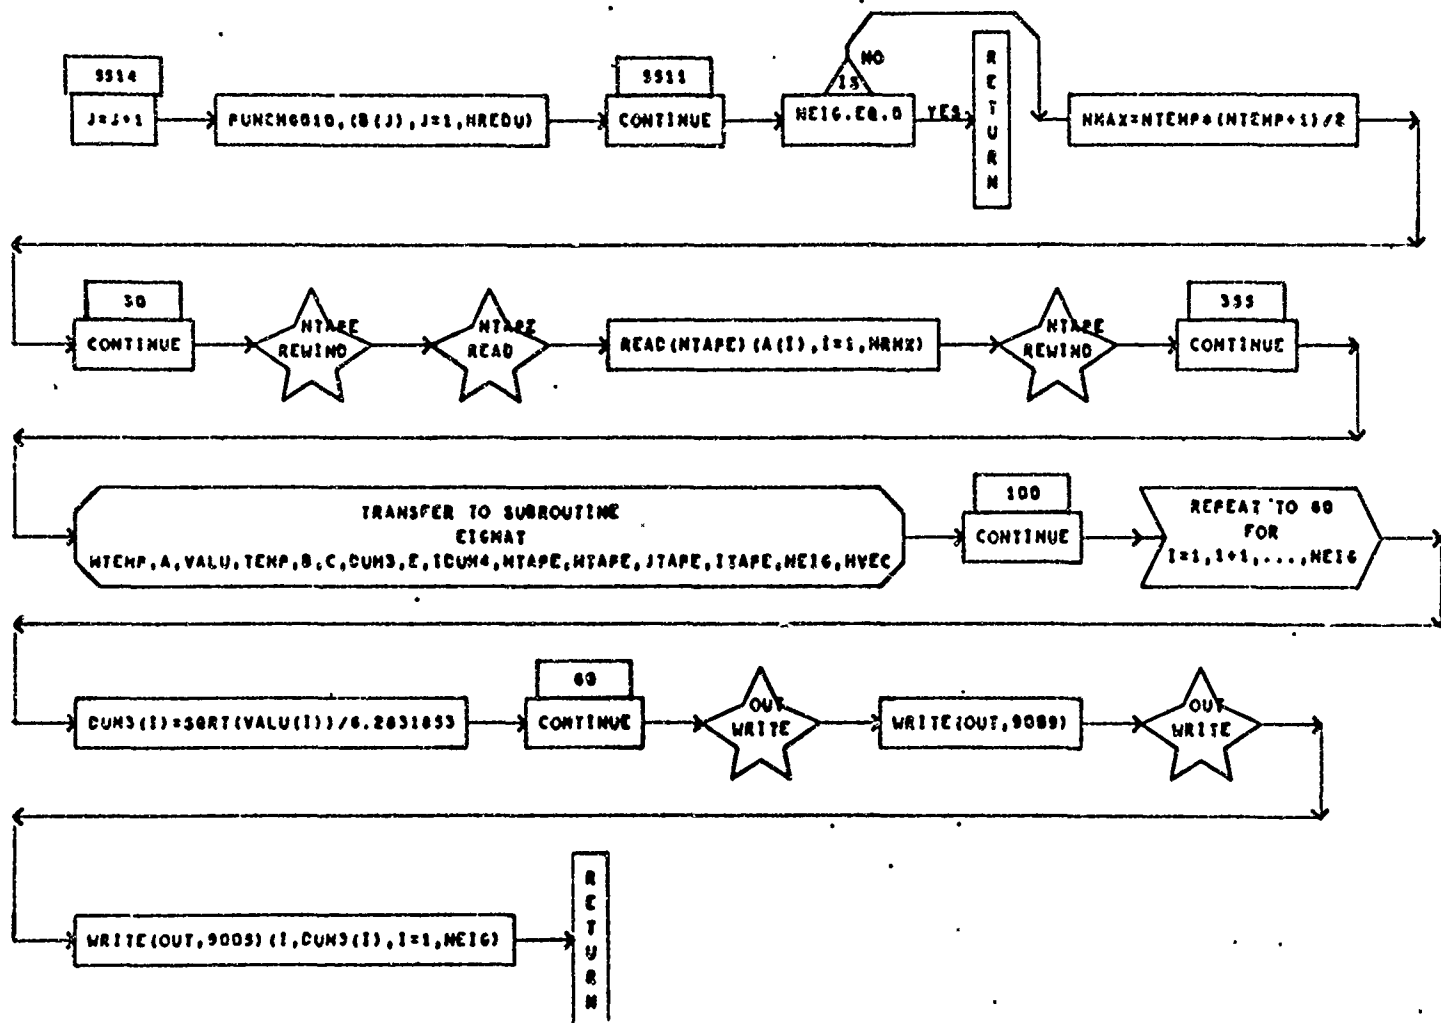 5514
J=J+1
PUNCH6010,(B(J),J=1,NREDU)
5511
CONTINUE
NO
IS
NEIG.EQ.0
YES
RETURN
NMAX=NTEMP*(NTEMP+1)/2
30
CONTINUE
NTAPE
REWIND
NTAPE
READ
READ(NTAPE)(A(I),I=1,NRMX)
NTAPE
REWIND
355
CONTINUE
TRANSFER TO SUBROUTINE
EIGMAT
NTEMP,A,VALU,TEMP,B,C,DUM3,E,IDUM4,NTAPE,MTAPE,JTAPE,ITAPE,NEIG,NVEC
100
CONTINUE
REPEAT TO 60
FOR
I=1,1+1,...,NEIG
DUM3(I)=SQRT(VALU(I))/6.2831853
60
CONTINUE
OUT
WRITE
WRITE(OUT,9089)
OUT
WRITE
WRITE(OUT,9005)(I,DUM3(I),I=1,NEIG)
RETURN